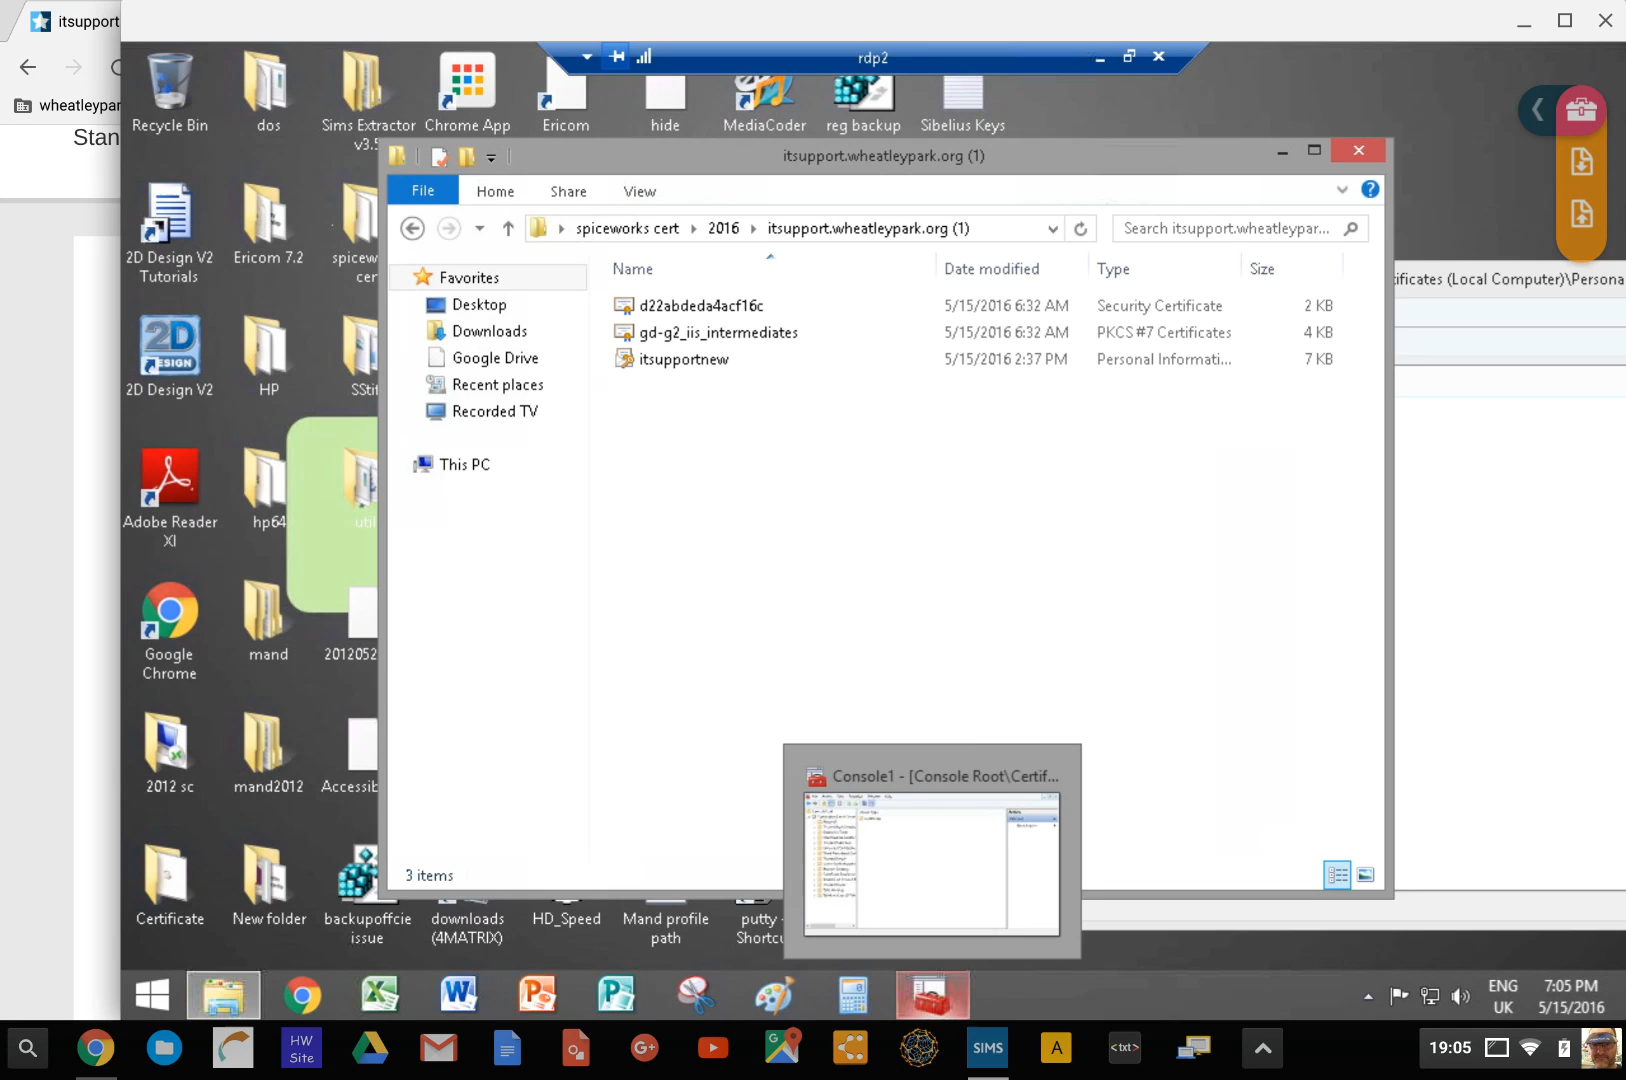 itsupport
wheatleypar
Stan
rdp2
Recycle Bin
dos
Sims Extractor
v3.5
Chrome App
Ericom
hide
MediaCoder
reg backup
Sibelius Keys
itsupport.wheatleypark.org (1)
File
Home
Share
View
spiceworks cert
2016
itsupport.wheatleypark.org (1)
Search itsupport.wheatleypar...
Name
Date modified
Type
Size
d22abdeda4acf16c
5/15/2016 6:32 AM
Security Certificate
2 KB
gd-g2_iis_intermediates
5/15/2016 6:32 AM
PKCS #7 Certificates
4 KB
itsupportnew
5/15/2016 2:37 PM
Personal Informati...
7 KB
Favorites
Desktop
Downloads
Google Drive
Recent places
Recorded TV
This PC
3 items
ificates (Local Computer)\Persona
2D Design V2
Tutorials
Ericom 7.2
spicew
cer
2D DESIGN
2D Design V2
HP
SStif
Adobe Reader
XI
hp64
util
Google
Chrome
mand
2012052
2012 sc
mand2012
Accessib
Certificate
New folder
backupoffcie
issue
downloads
(4MATRIX)
HD_Speed
Mand profile
path
putty -
Shortcu
Console1 - [Console Root\Certif...
ENG
UK
7:05 PM
5/15/2016
HW
Site
SIMS
A
<txt>
19:05